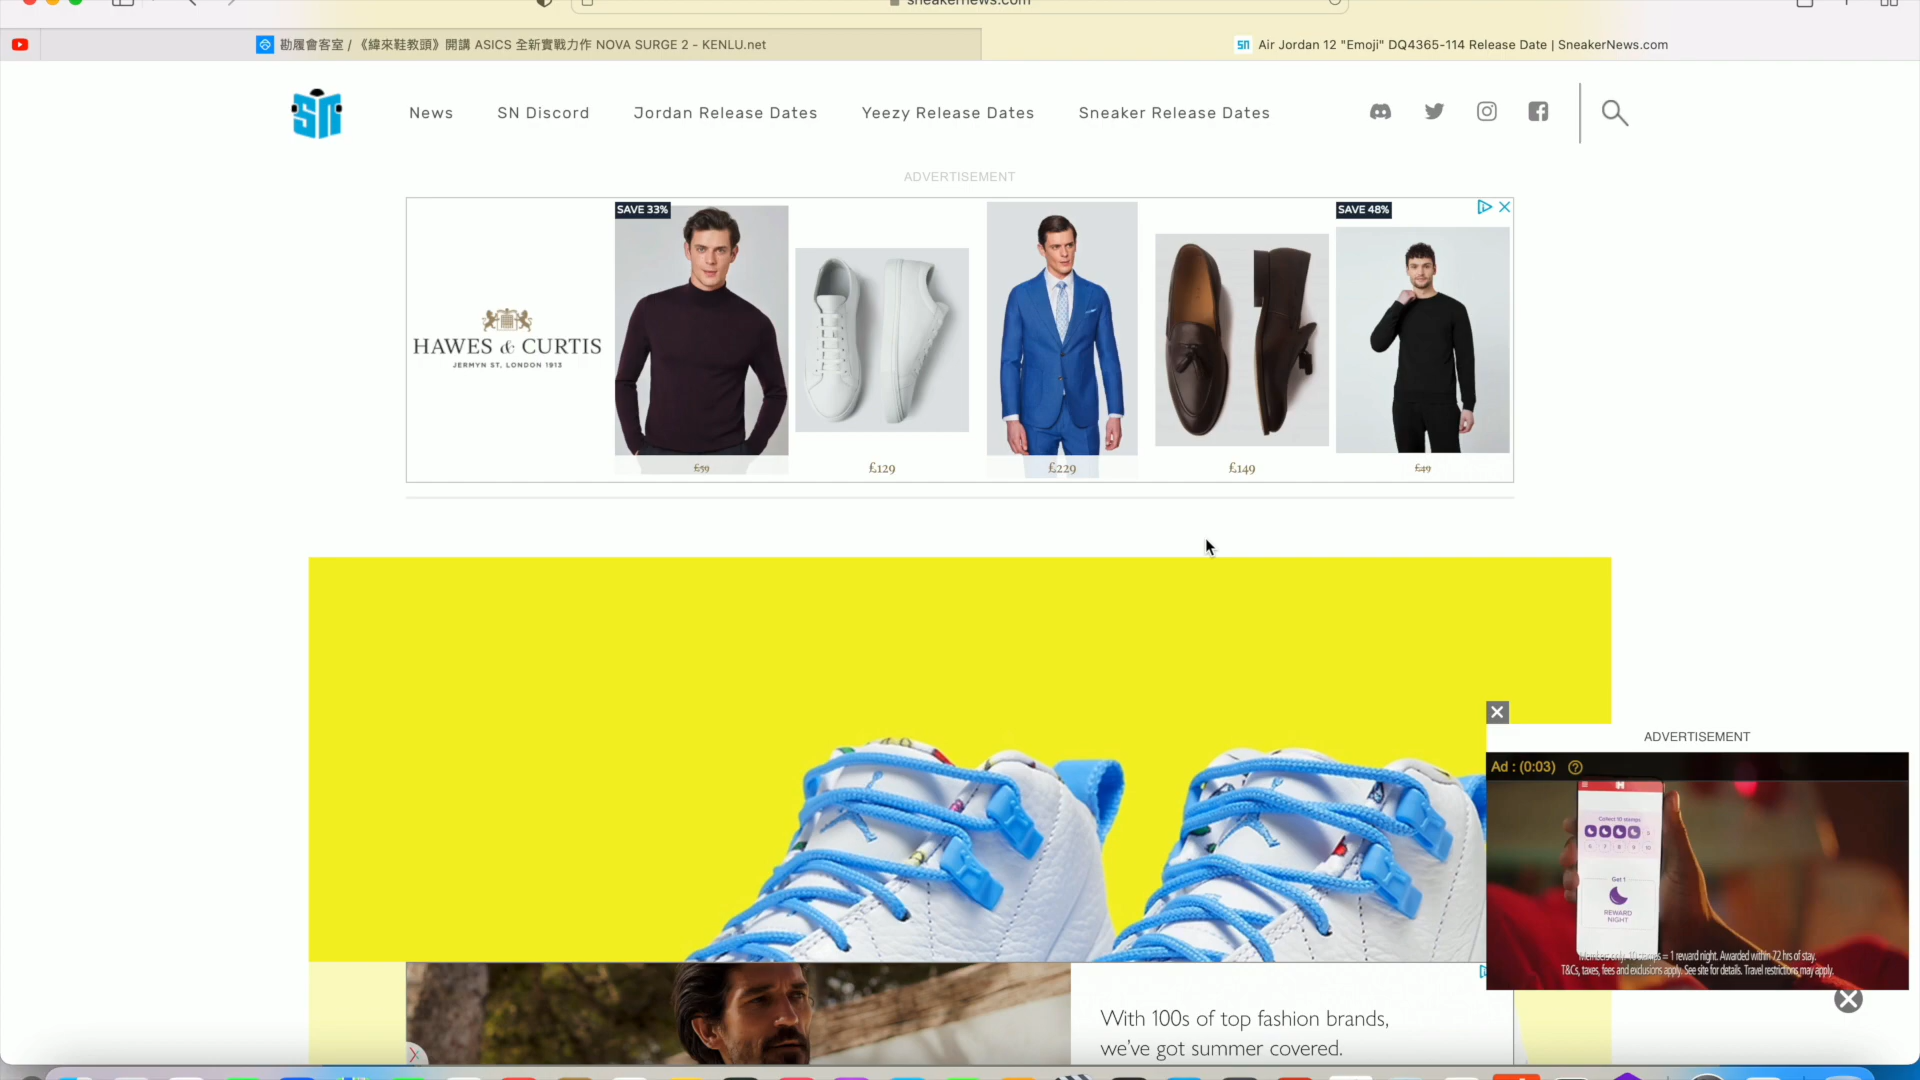 sneakernews.com
勘履會客室 / 《緯來鞋教頭》開講 ASICS 全新實戰力作 NOVA SURGE 2 - KENLU.net
SN Air Jordan 12 "Emoji" DQ4365-114 Release Date | SneakerNews.com
SN
News
SN Discord
Jordan Release Dates
Yeezy Release Dates
Sneaker Release Dates
ADVERTISEMENT
HAWES & CURTIS
JERMYN ST. LONDON 1913
SAVE 33%
SAVE 48%
£59
£129
£229
£149
£49
ADVERTISEMENT
Ad : (0:03)
Collect 10 stamps
Get 1
REWARD
NIGHT
Members only. 10 stamps = 1 reward night. Awarded within 72 hrs of stay.
T&Cs, taxes, fees and exclusions apply. See site for details. Travel restrictions may apply.
With 100s of top fashion brands,
we've got summer covered.